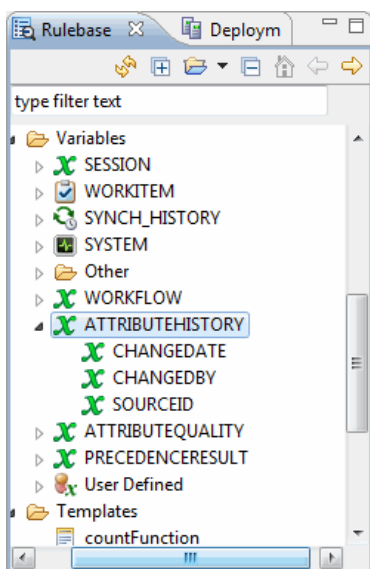 Rulebase Deploym
type filter text
Variables
SESSION
WORKITEM
SYNCH_HISTORY
SYSTEM
Other
WORKFLOW
ATTRIBUTEHISTORY
CHANGEDATE
CHANGEDBY
SOURCEID
ATTRIBUTEQUALITY
PRECEDENCERESULT
User Defined
Templates
countFunction